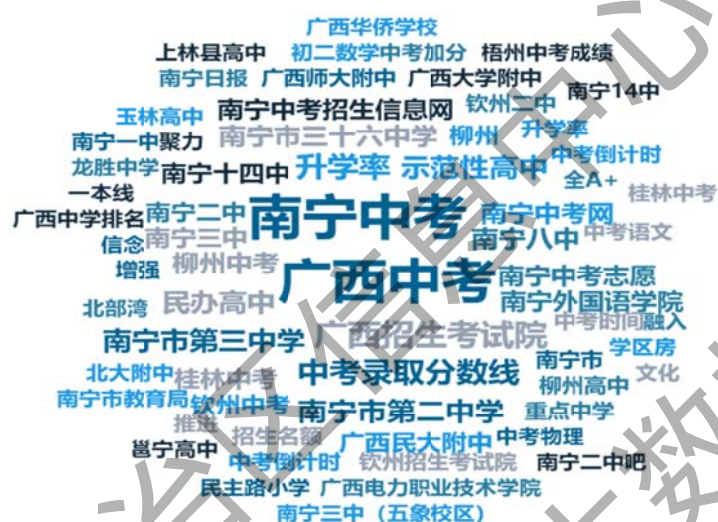 广西华侨学校
上林县高中 初二数学中考加分 梧州中考成绩
南宁日报 广西师大附中 广西大学附中 南宁14中
玉林高中 南宁中考招生信息网 钦州二中
南宁一中聚力 南宁市三十六中学 柳州 升学率
龙胜中学 南宁十四中 升学率 示范性高中 中考倒计时
一本线 全A+ 桂林中考
广西中学排名 南宁二中 南宁中考 南宁中考网
信念 南宁三中 南宁八中 中考语文
增强 柳州中考 广西中考 南宁中考志愿
北部湾 民办高中 南宁外国语学院
南宁市第三中学 广西招生考试院 中考时间 融入
北大附中 桂林中考 中考录取分数线 南宁市 学区房
南宁市教育局 钦州中考 南宁市第二中学 柳州高中 文化
推进 招生名额 广西民大附中 重点中学
邕宁高中 中考物理
中考倒计时 钦州招生考试院 南宁二中吧
民主路小学 广西电力职业技术学院
南宁三中（五象校区）
治区信息中心
大数